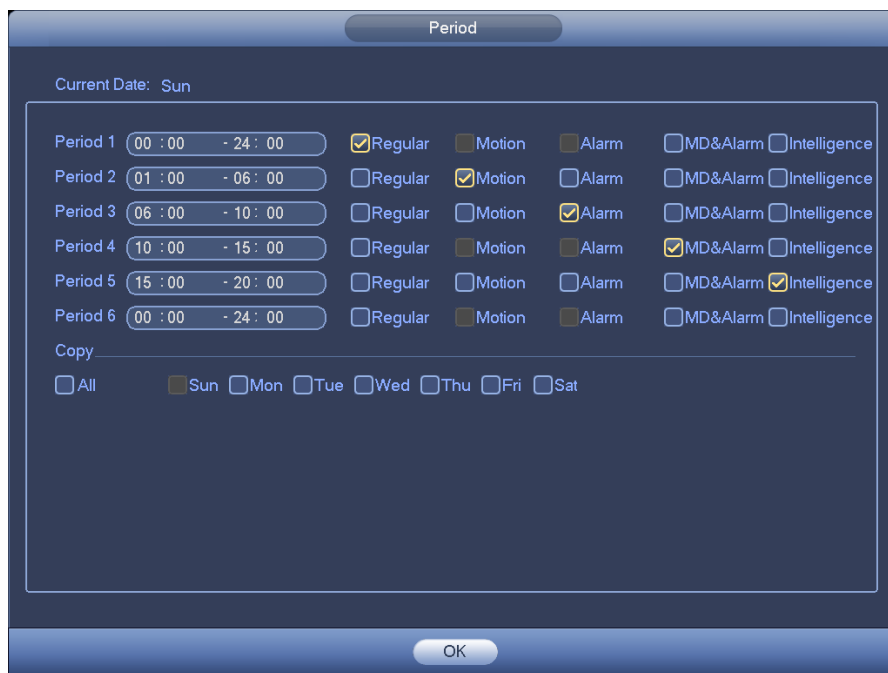 Period
Current Date: Sun
Period 1 00 : 00 - 24 : 00 Regular Motion Alarm MD&Alarm Intelligence
Period 2 01 : 00 - 06 : 00 Regular Motion Alarm MD&Alarm Intelligence
Period 3 06 : 00 - 10 : 00 Regular Motion Alarm MD&Alarm Intelligence
Period 4 10 : 00 - 15 : 00 Regular Motion Alarm MD&Alarm Intelligence
Period 5 15 : 00 - 20 : 00 Regular Motion Alarm MD&Alarm Intelligence
Period 6 00 : 00 - 24 : 00 Regular Motion Alarm MD&Alarm Intelligence
Copy
All Sun Mon Tue Wed Thu Fri Sat
OK